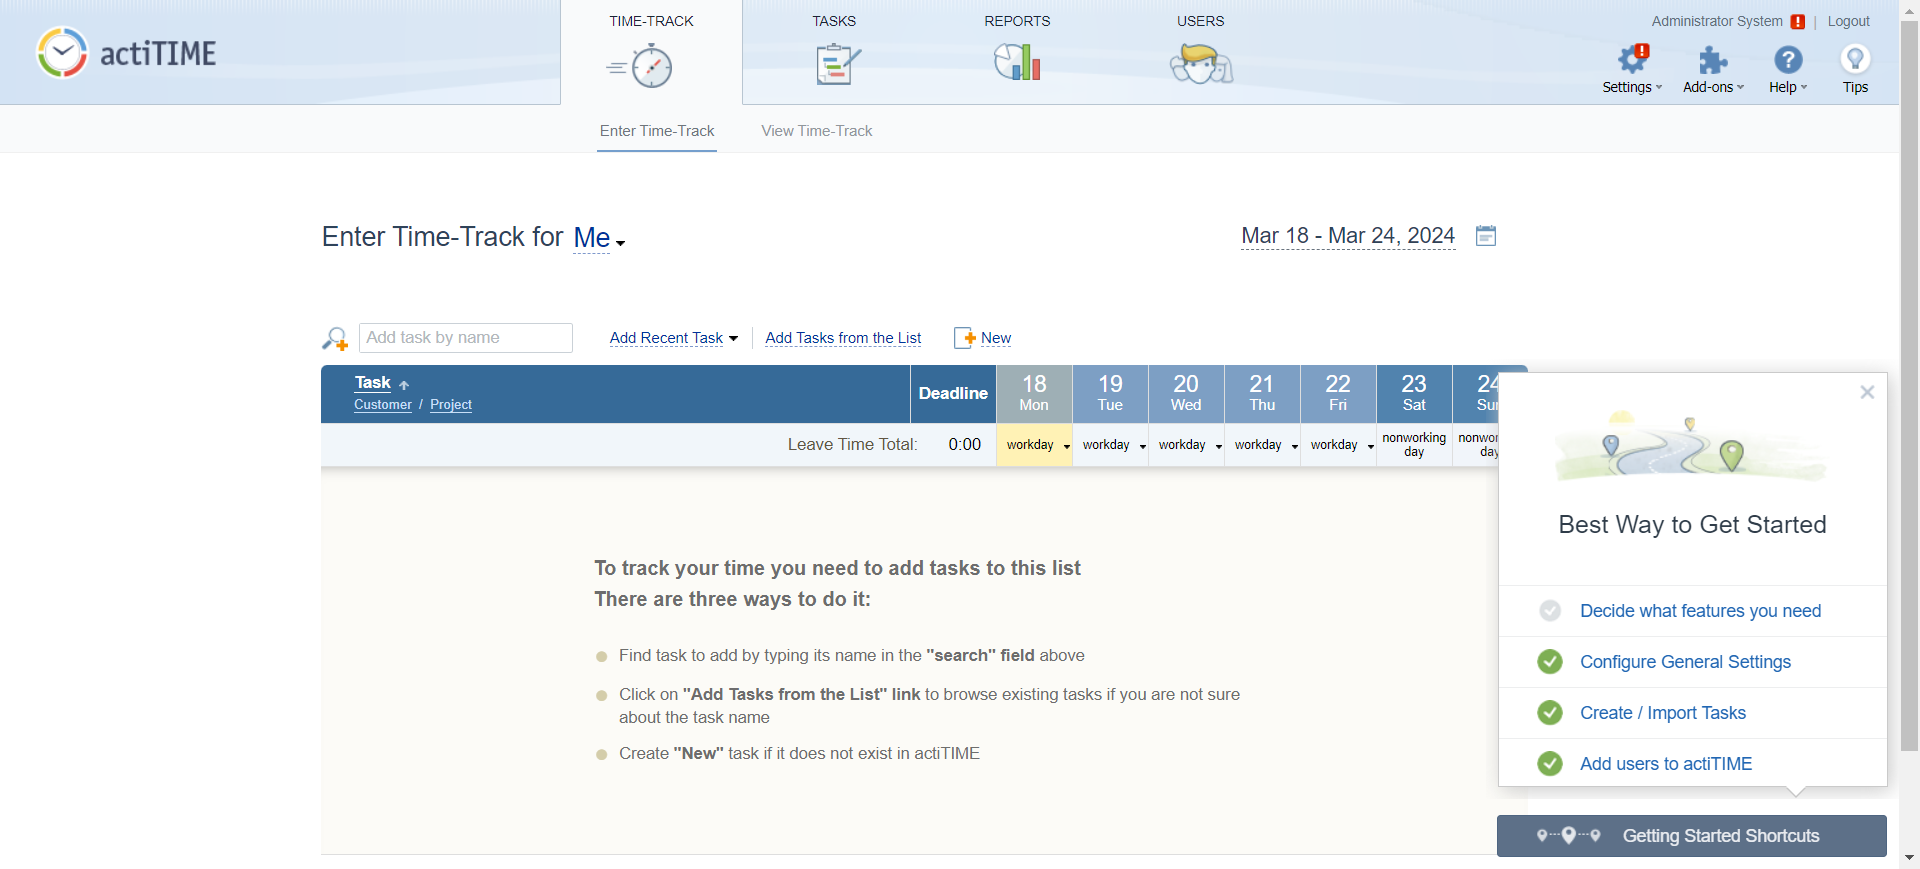 actiTIME
TIME-TRACK
TASKS
REPORTS
USERS
Administrator System ! | Logout
Settings
Add-ons
Help
Tips
Enter Time-Track
View Time-Track
Enter Time-Track for Me
Mar 18 - Mar 24, 2024
Add task by name
Add Recent Task
Add Tasks from the List
New
Task
Customer / Project
Deadline
18
Mon
19
Tue
20
Wed
21
Thu
22
Fri
23
Sat
24
Leave Time Total: 0:00
workday
workday
workday
workday
workday
nonworking
day
To track your time you need to add tasks to this list
There are three ways to do it:
Find task to add by typing its name in the "search" field above
Click on "Add Tasks from the List" link to browse existing tasks if you are not sure
about the task name
Create "New" task if it does not exist in actiTIME
Best Way to Get Started
Decide what features you need
Configure General Settings
Create / Import Tasks
Add users to actiTIME
Getting Started Shortcuts